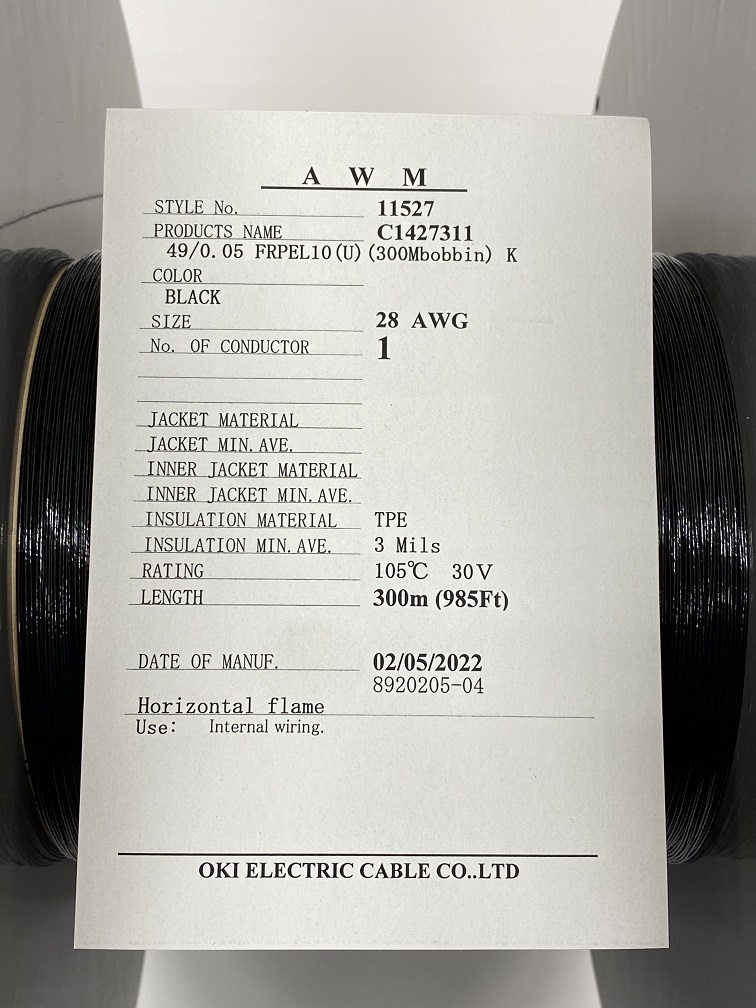 A W M
STYLE No. 11527
PRODUCTS NAME C1427311
49/0.05 FRPEL10(U)(300Mbobbin) K
COLOR
BLACK
SIZE 28 AWG
No. OF CONDUCTOR 1
JACKET MATERIAL
JACKET MIN.AVE.
INNER JACKET MATERIAL
INNER JACKET MIN.AVE.
INSULATION MATERIAL TPE
INSULATION MIN.AVE. 3 Mils
RATING 105℃ 30V
LENGTH 300m (985Ft)
DATE OF MANUF. 02/05/2022
8920205-04
Horizontal flame
Use: Internal wiring.
OKI ELECTRIC CABLE CO..LTD